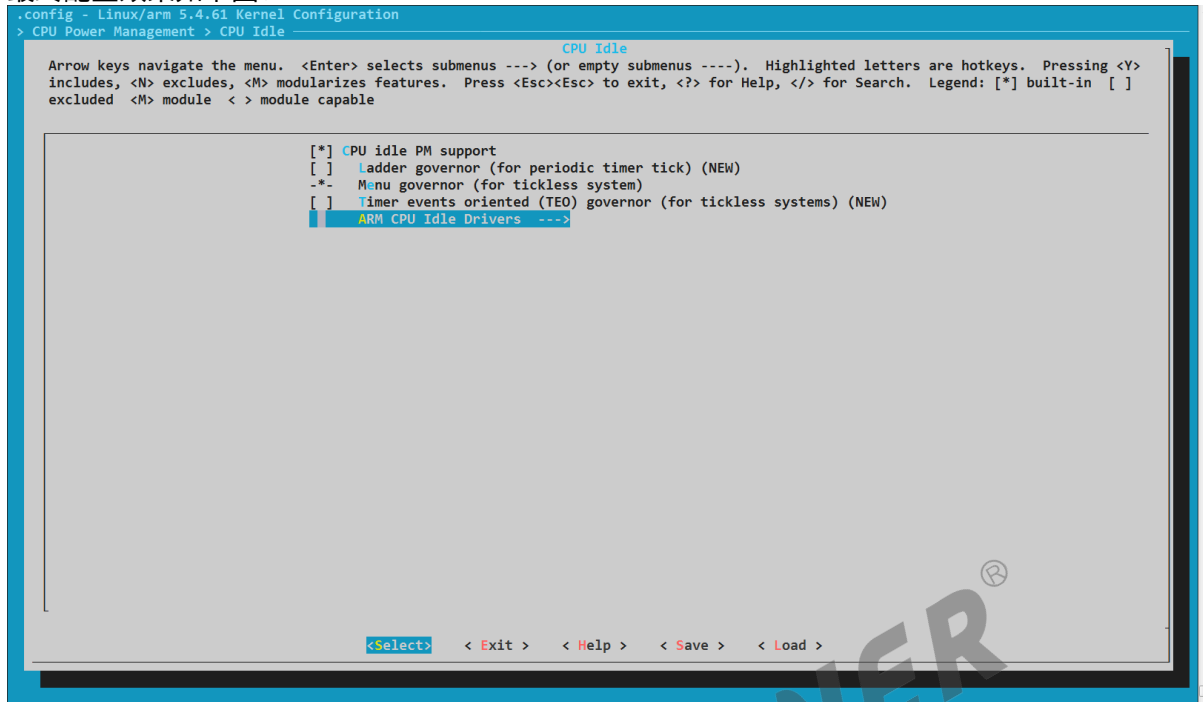 .config - Linux/arm 5.4.61 Kernel Configuration
> CPU Power Management > CPU Idle
CPU Idle
Arrow keys navigate the menu.  <Enter> selects submenus ---> (or empty submenus ----).  Highlighted letters are hotkeys.  Pressing <Y>
includes, <N> excludes, <M> modularizes features.  Press <Esc><Esc> to exit, <?> for Help, </> for Search.  Legend: [*] built-in  [ ]
excluded  <M> module  < > module capable
[*] CPU idle PM support
[ ]   Ladder governor (for periodic timer tick) (NEW)
-*-   Menu governor (for tickless system)
[ ]   Timer events oriented (TEO) governor (for tickless systems) (NEW)
ARM CPU Idle Drivers  --->
<Select>    < Exit >    < Help >    < Save >    < Load >